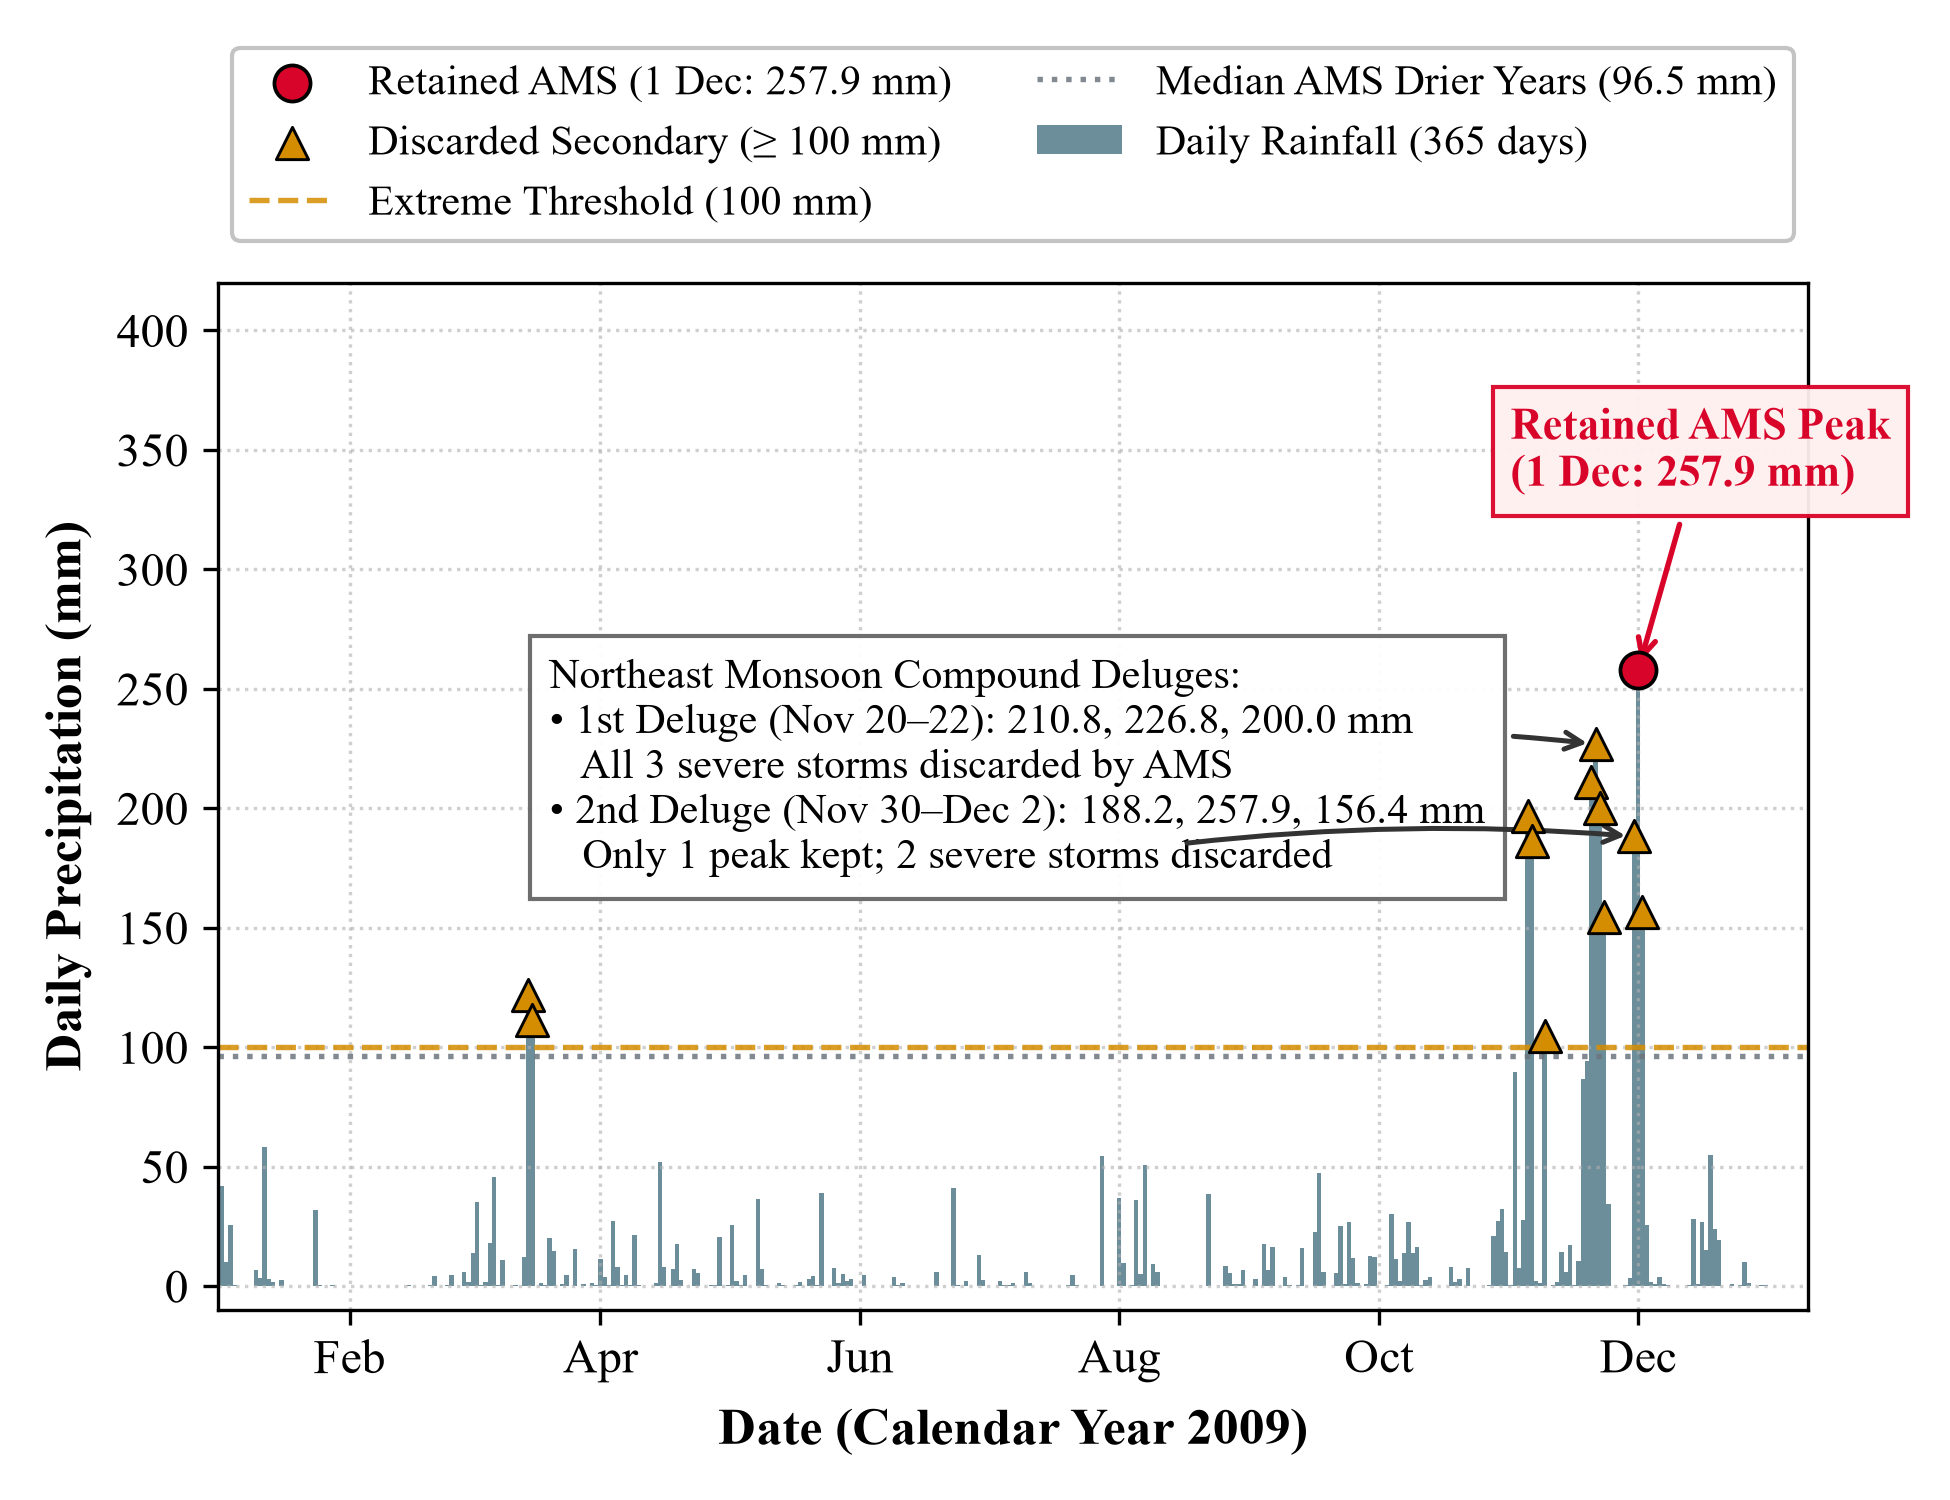 Retained AMS (1 Dec: 257.9 mm)
Discarded Secondary (≥ 100 mm)
Extreme Threshold (100 mm)
Median AMS Drier Years (96.5 mm)
Daily Rainfall (365 days)
400
350
300
250
200
150
100
50
0
Daily Precipitation (mm)
Retained AMS Peak
(1 Dec: 257.9 mm)
Northeast Monsoon Compound Deluges:
• 1st Deluge (Nov 20–22): 210.8, 226.8, 200.0 mm
All 3 severe storms discarded by AMS
• 2nd Deluge (Nov 30–Dec 2): 188.2, 257.9, 156.4 mm
Only 1 peak kept; 2 severe storms discarded
Feb
Apr
Jun
Aug
Oct
Dec
Date (Calendar Year 2009)